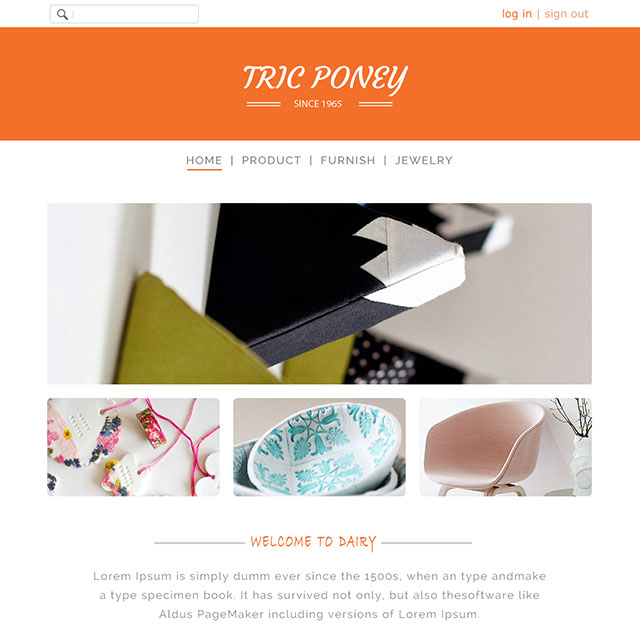 log in | sign out
TRIC PONEY
SINCE 1965
HOME | PRODUCT | FURNISH | JEWELRY
WELCOME TO DAIRY
Lorem Ipsum is simply dumm ever since the 1500s, when an type andmake
a type specimen book. It has survived not only, but also thesoftware like
Aldus PageMaker including versions of Lorem Ipsum.